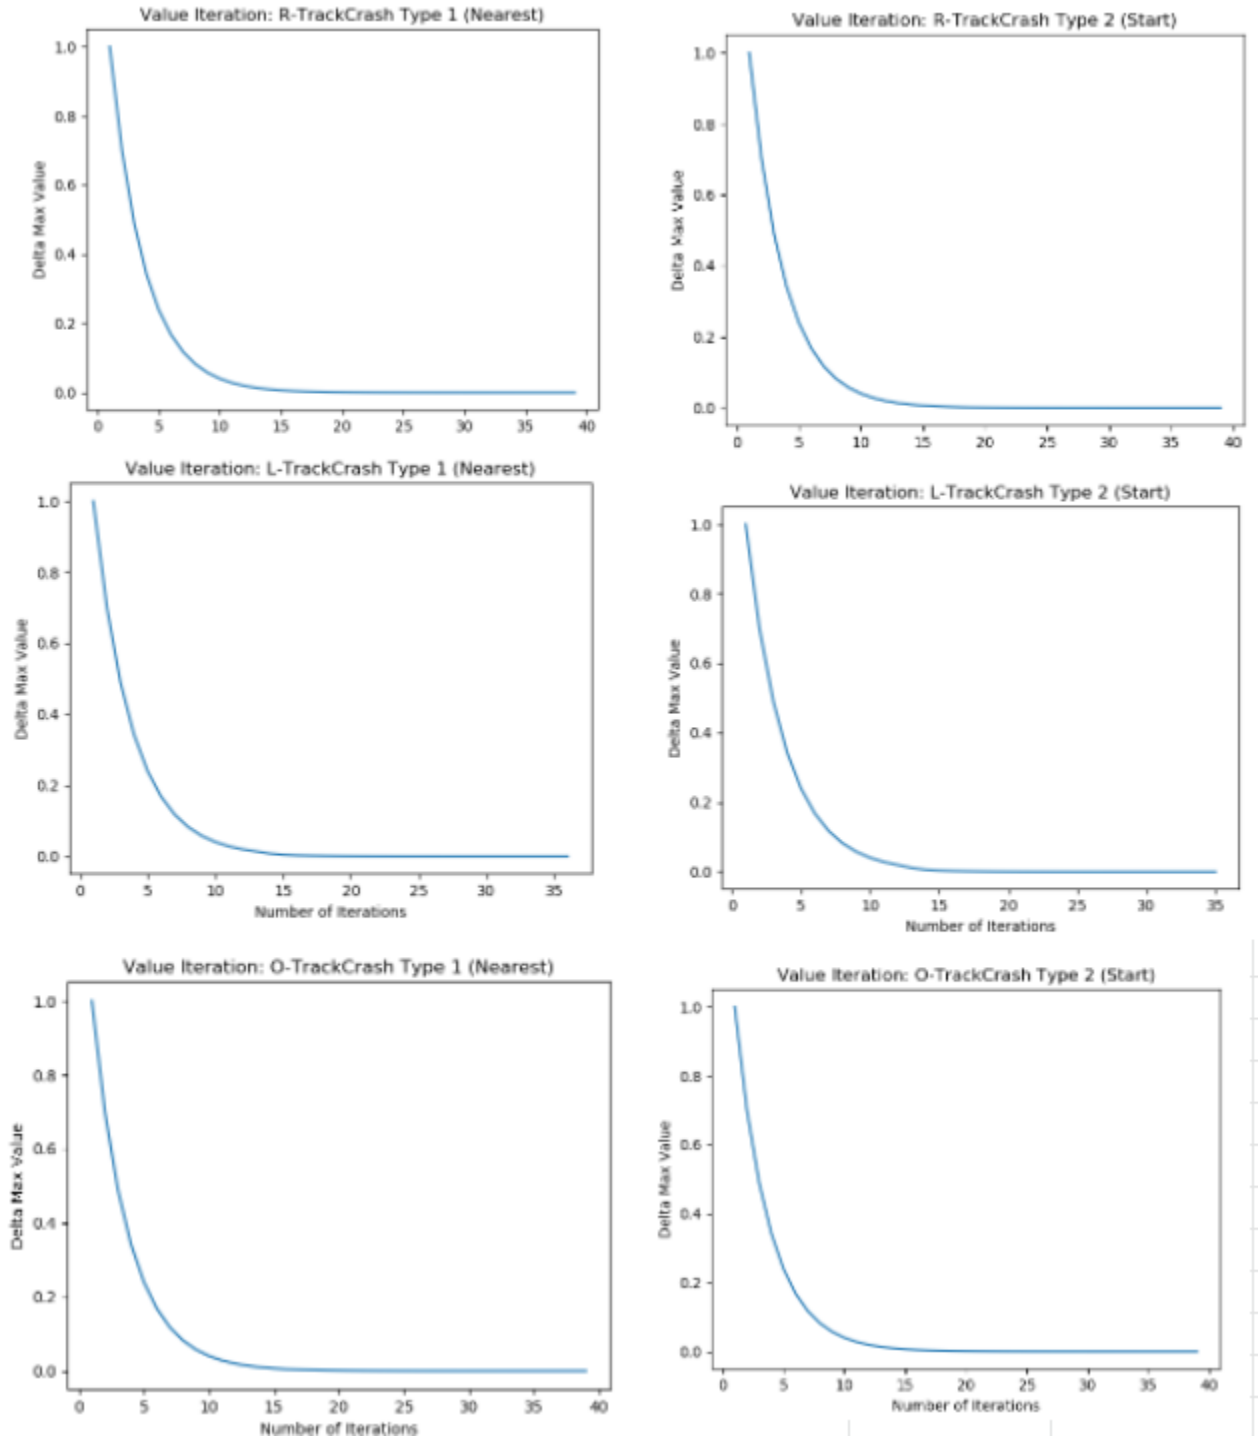 Value Iteration: R-TrackCrash Type 1 (Nearest)
1.0
0.8
0.6
0.4
0.2
0.0
Delta Max Value
0 5 10 15 20 25 30 35 40
Value Iteration: R-TrackCrash Type 2 (Start)
1.0
0.8
0.6
0.4
0.2
0.0
Delta Max Value
0 5 10 15 20 25 30 35 40
Value Iteration: L-TrackCrash Type 1 (Nearest)
1.0
0.8
0.6
0.4
0.2
0.0
Delta Max Value
0 5 10 15 20 25 30 35
Number of Iterations
Value Iteration: L-TrackCrash Type 2 (Start)
1.0
0.8
0.6
0.4
0.2
0.0
Delta Max Value
0 5 10 15 20 25 30 35
Number of Iterations
Value Iteration: O-TrackCrash Type 1 (Nearest)
1.0
0.8
0.6
0.4
0.2
0.0
Delta Max Value
0 5 10 15 20 25 30 35 40
Number of Iterations
Value Iteration: O-TrackCrash Type 2 (Start)
1.0
0.8
0.6
0.4
0.2
0.0
Delta Max Value
0 5 10 15 20 25 30 35 40
Number of Iterations